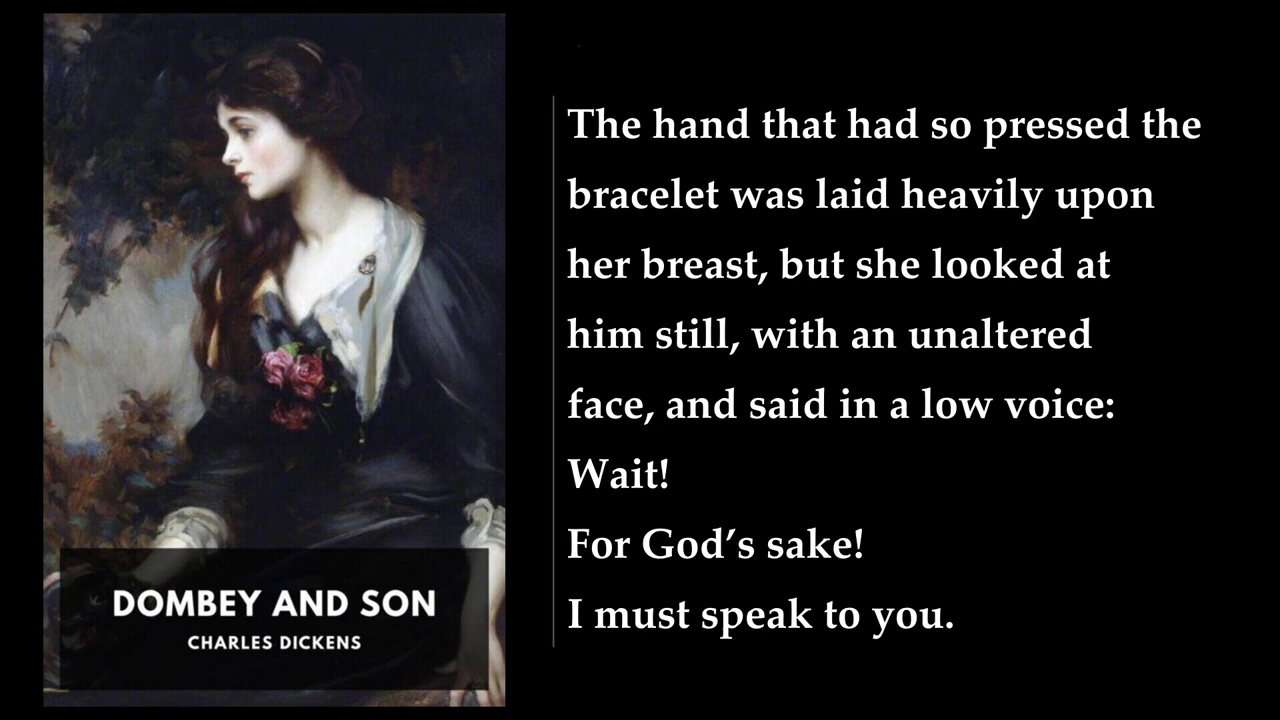 DOMBEY AND SON
CHARLES DICKENS
The hand that had so pressed the
bracelet was laid heavily upon
her breast, but she looked at
him still, with an unaltered
face, and said in a low voice:
Wait!
For God’s sake!
I must speak to you.